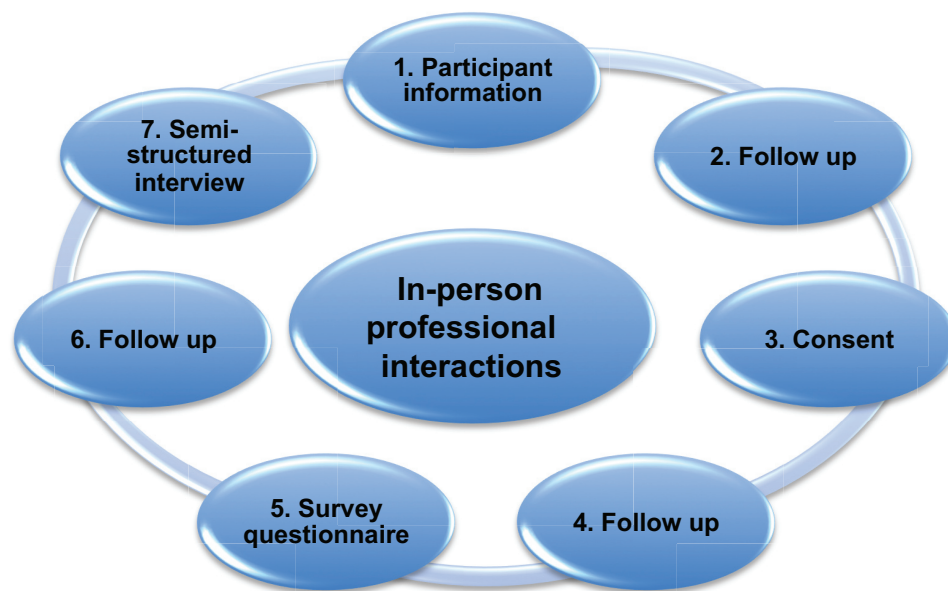 1. Participant
information
2. Follow up
3. Consent
4. Follow up
5. Survey
questionnaire
6. Follow up
7. Semi-
structured
interview
In-person
professional
interactions